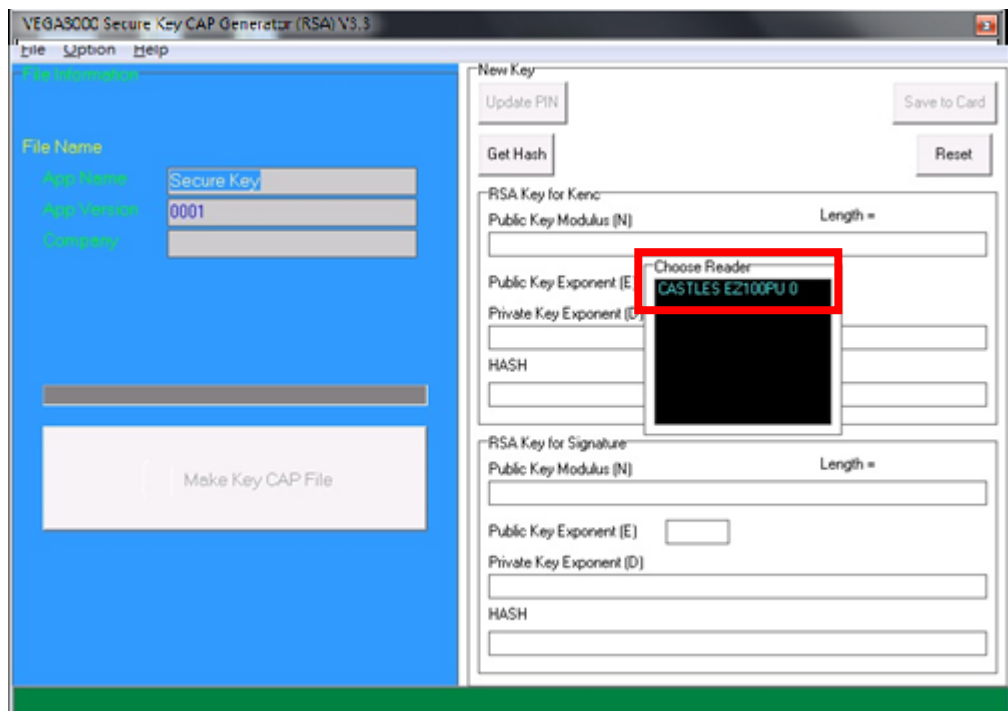 VEGA3000 Secure Key CAP Generator (RSA) V3.3
File Option Help
File Information
File Name
App Name Secure Key
App Version 0001
Company
Make Key CAP File
New Key
Update PIN Save to Card
Get Hash Reset
RSA Key for Kenc
Public Key Modulus (N) Length =
Public Key Exponent (E)
Choose Reader
CASTLES EZ100PU 0
Private Key Exponent (D)
HASH
RSA Key for Signature
Public Key Modulus (N) Length =
Public Key Exponent (E)
Private Key Exponent (D)
HASH